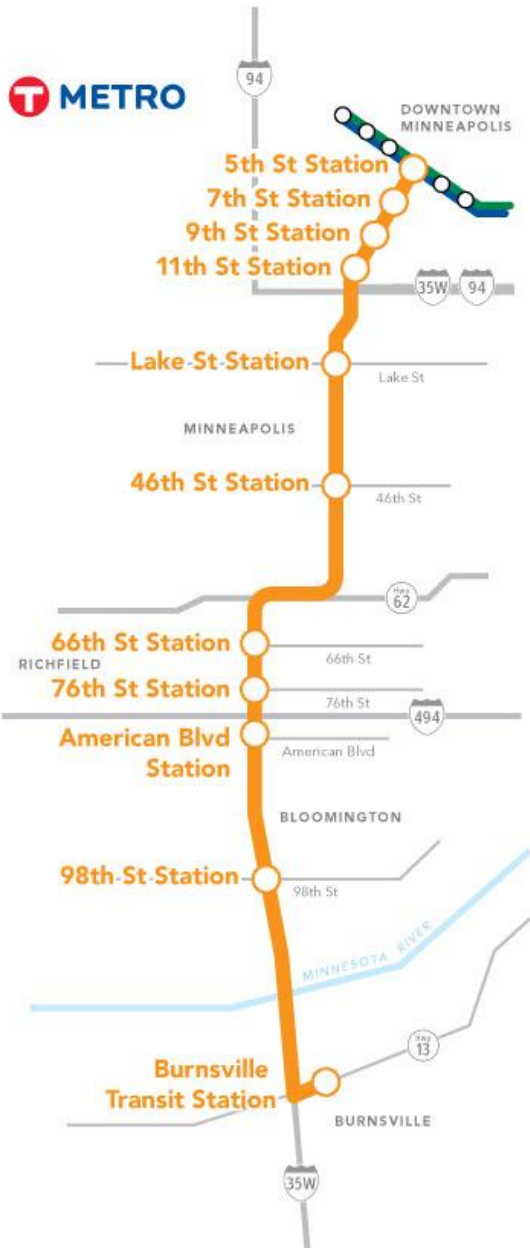 94
T METRO
DOWNTOWN
MINNEAPOLIS
5th St Station
7th St Station
9th St Station
11th St Station
35W 94
Lake St Station
Lake St
MINNEAPOLIS
46th St Station
46th St
Hwy
62
66th St Station
66th St
RICHFIELD
76th St Station
76th St
494
American Blvd
Station
American Blvd
BLOOMINGTON
98th St Station
98th St
MINNESOTA RIVER
Hwy
13
Burnsville
Transit Station
BURNSVILLE
35W